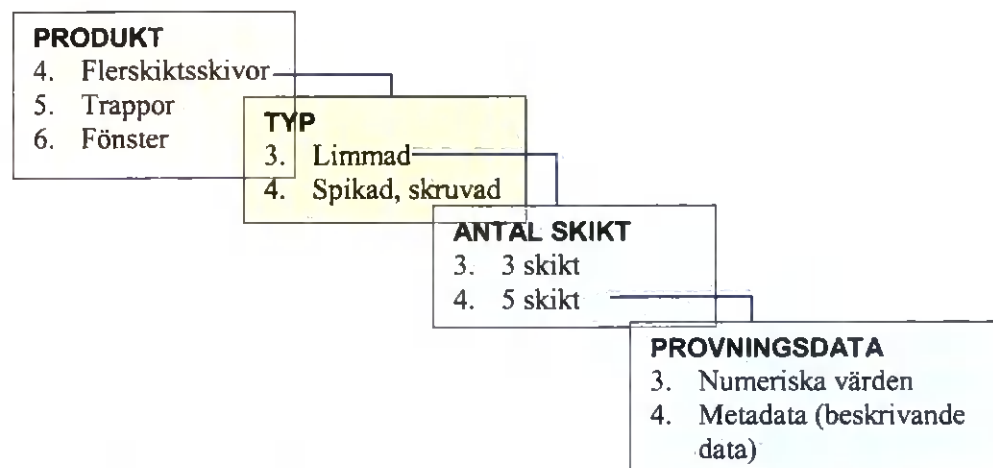 PRODUKT
4. Flerskiktsskivor
5. Trappor
6. Fönster
TYP
3. Limmad
4. Spikad, skruvad
ANTAL SKIKT
3. 3 skikt
4. 5 skikt
PROVNINGSDATA
3. Numeriska värden
4. Metadata (beskrivande
data)